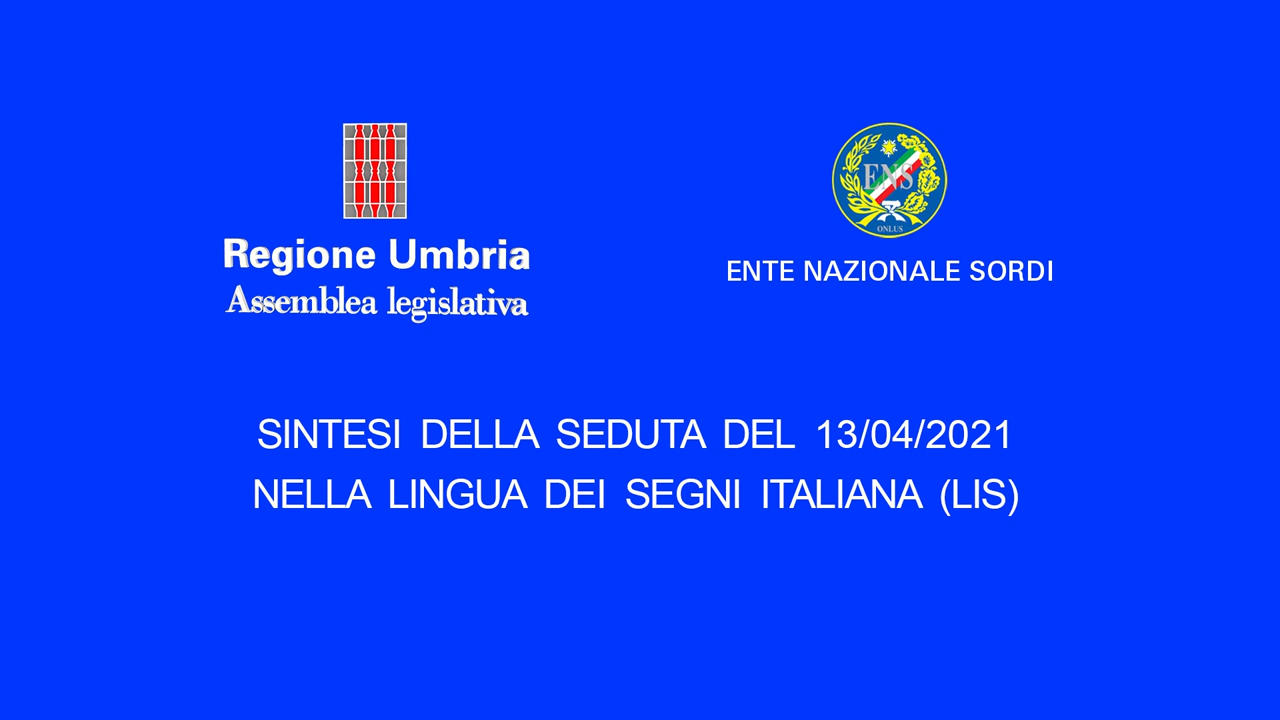 Regione Umbria
Assemblea legislativa
ENS
ONLUS
ENTE NAZIONALE SORDI
SINTESI DELLA SEDUTA DEL 13/04/2021
NELLA LINGUA DEI SEGNI ITALIANA (LIS)